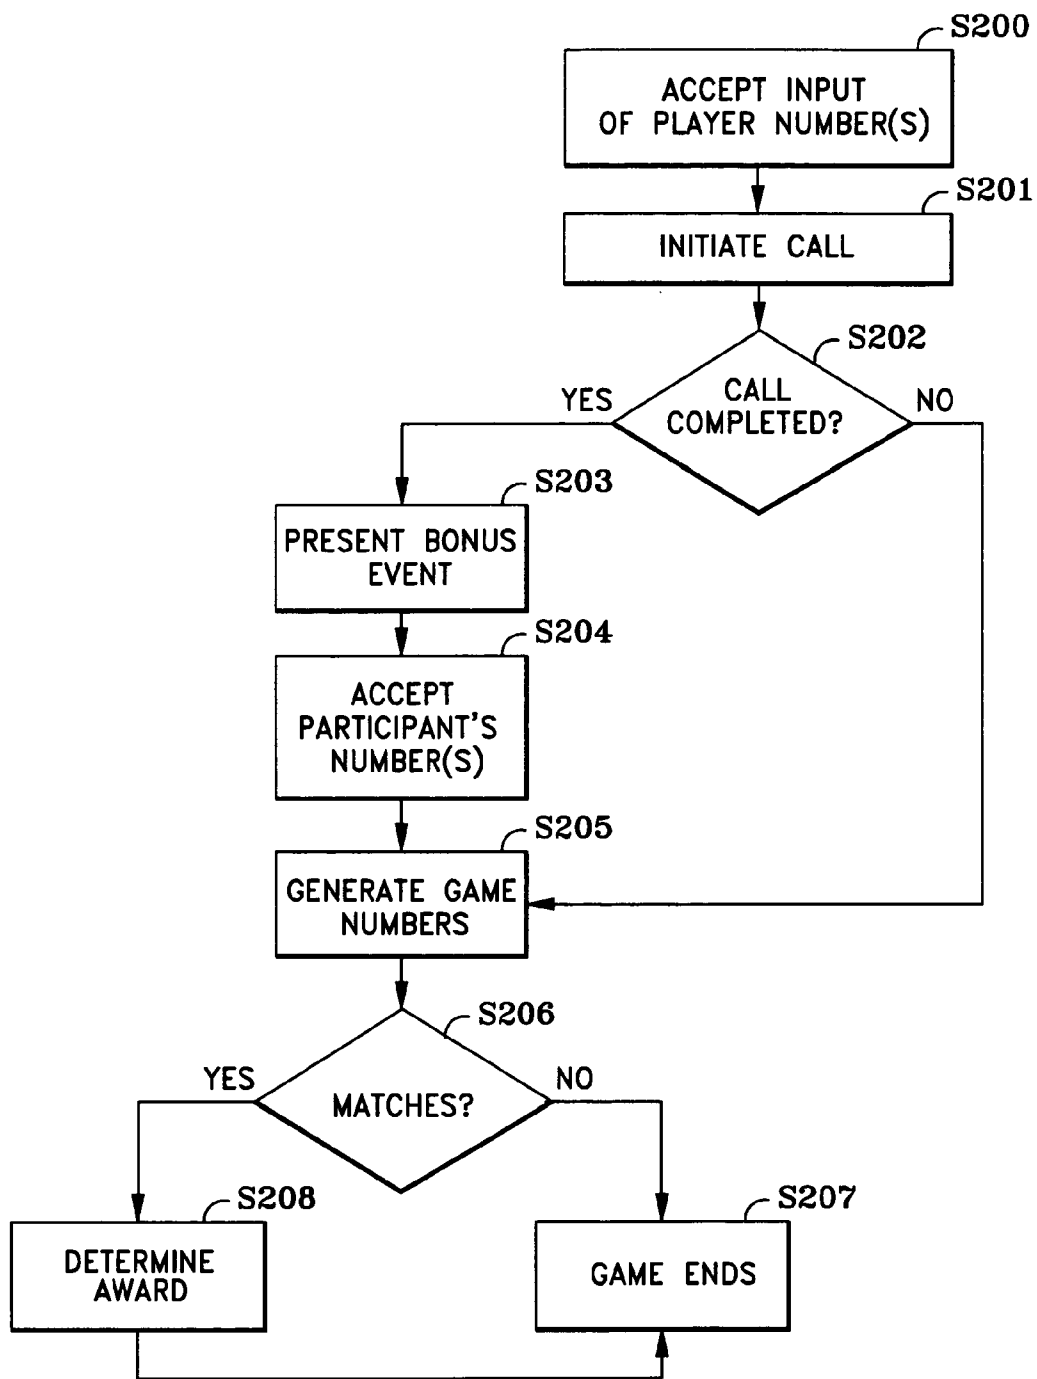 S200
ACCEPT INPUT
OF PLAYER NUMBER(S)
S201
INITIATE CALL
S202
CALL
COMPLETED?
YES
NO
S203
PRESENT BONUS
EVENT
S204
ACCEPT
PARTICIPANT'S
NUMBER(S)
S205
GENERATE GAME
NUMBERS
S206
MATCHES?
YES
NO
S208
DETERMINE
AWARD
S207
GAME ENDS